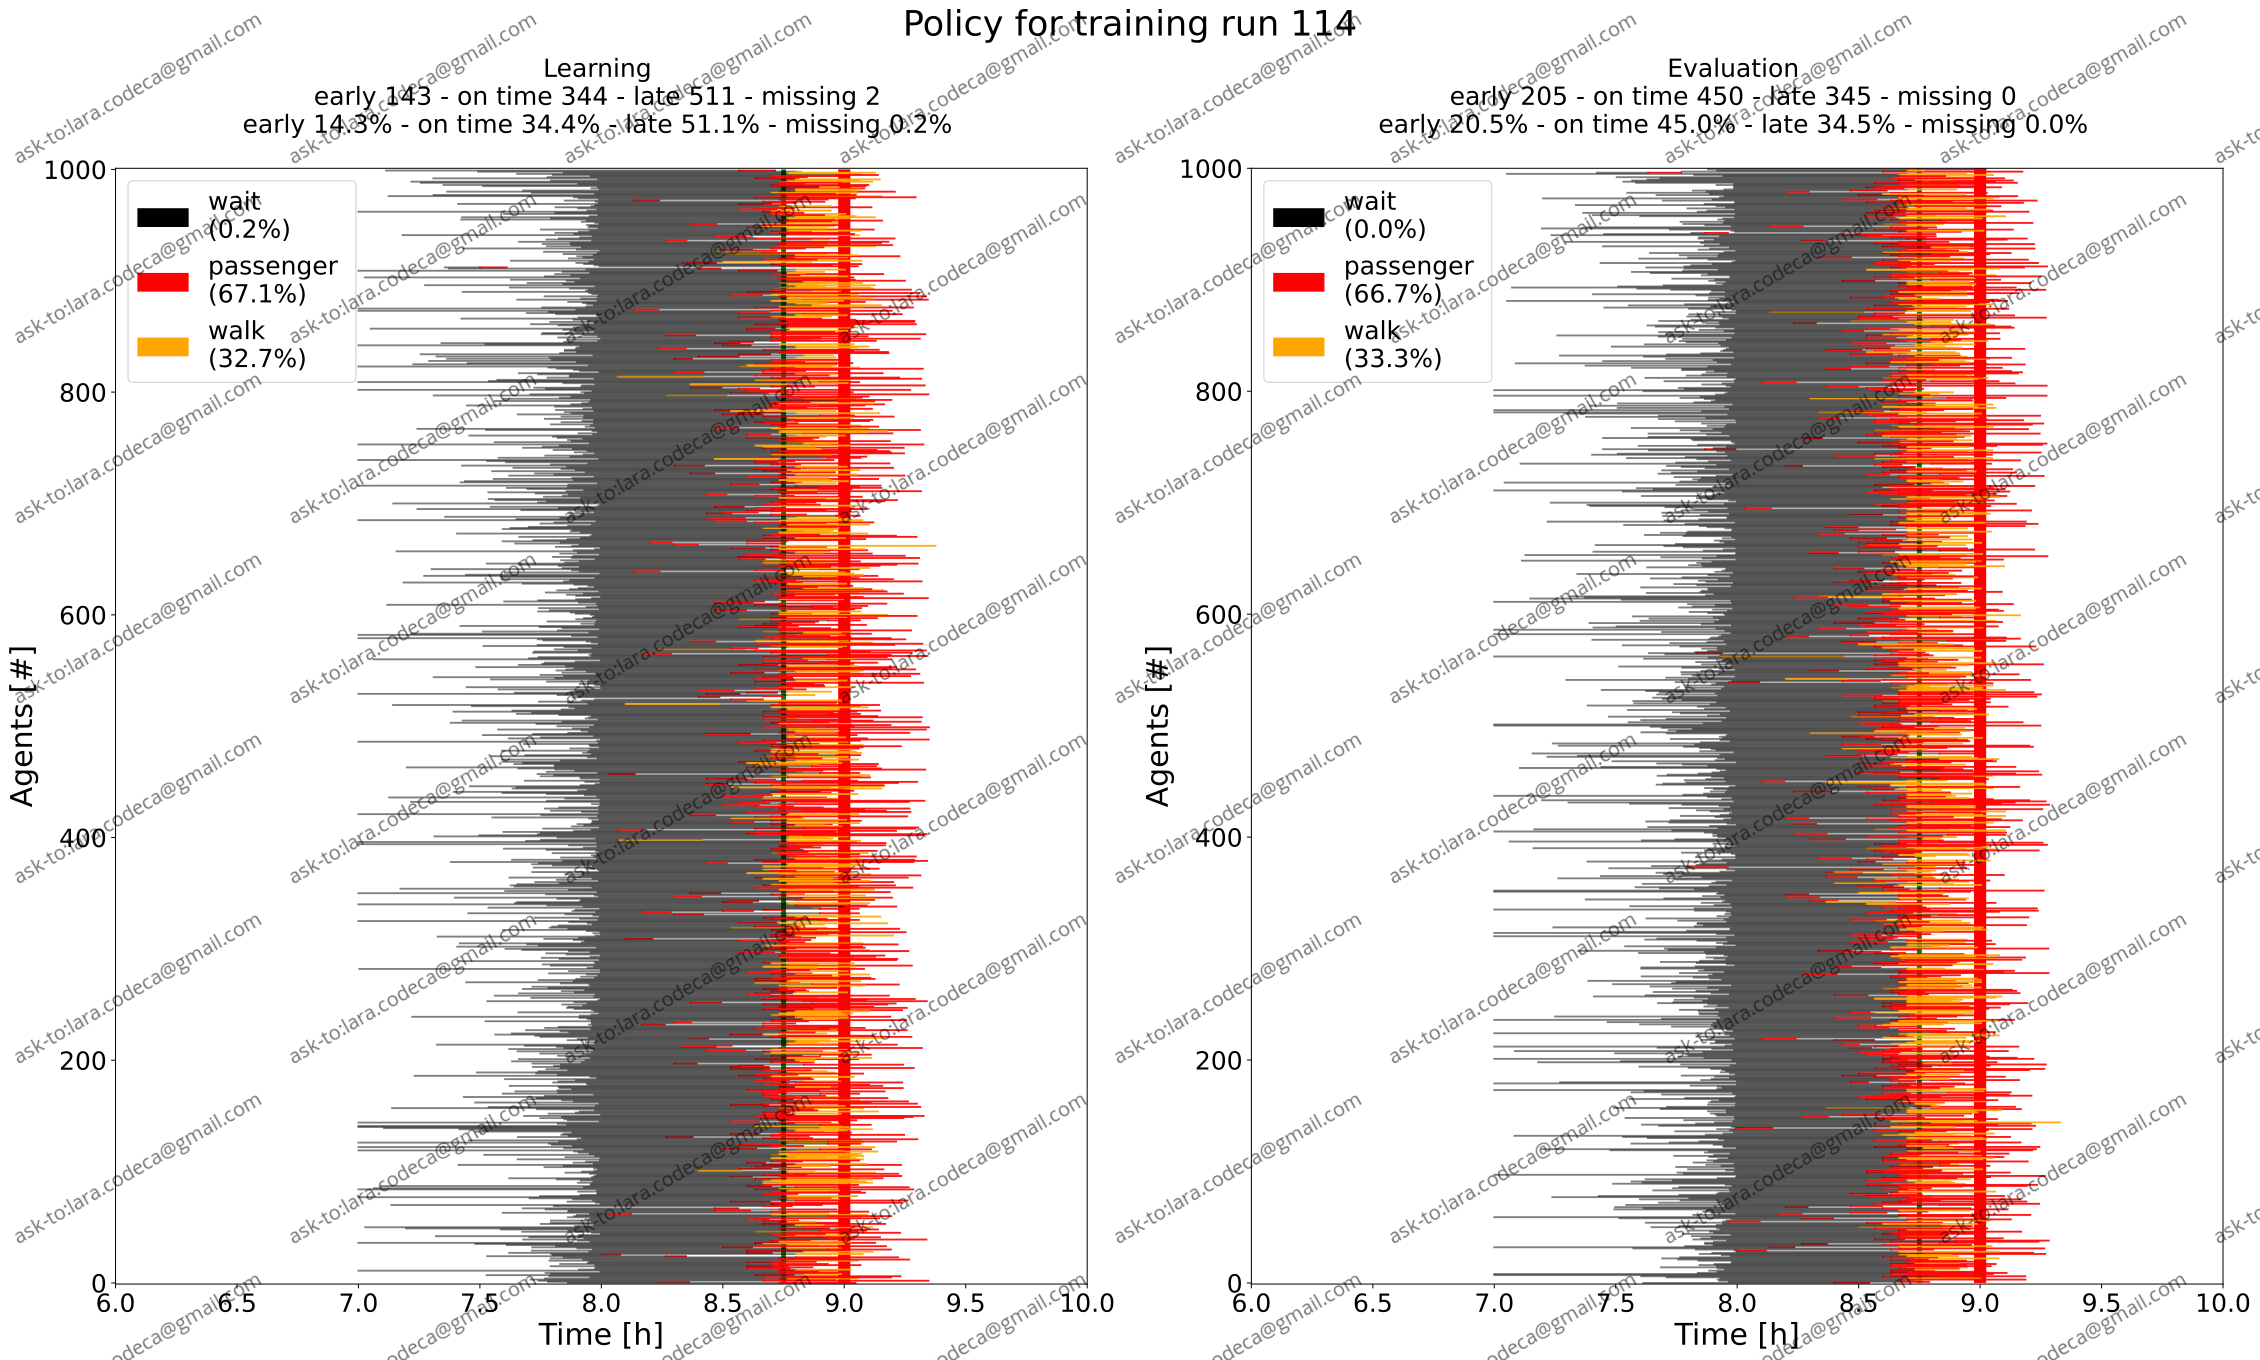 Policy for training run 114
Learning
early 143 - on time 344 - late 511 - missing 2
early 14.3% - on time 34.4% - late 51.1% - missing 0.2%
1000
800
600
400
200
0
Agents [#]
wait
(0.2%)
passenger
(67.1%)
walk
(32.7%)
6.0 6.5 7.0 7.5 8.0 8.5 9.0 9.5 10.0
Time [h]
Evaluation
early 205 - on time 450 - late 345 - missing 0
early 20.5% - on time 45.0% - late 34.5% - missing 0.0%
1000
800
600
400
200
0
Agents [#]
wait
(0.0%)
passenger
(66.7%)
walk
(33.3%)
6.0 6.5 7.0 7.5 8.0 8.5 9.0 9.5 10.0
Time [h]
ask-to:lara.codeca@gmail.com